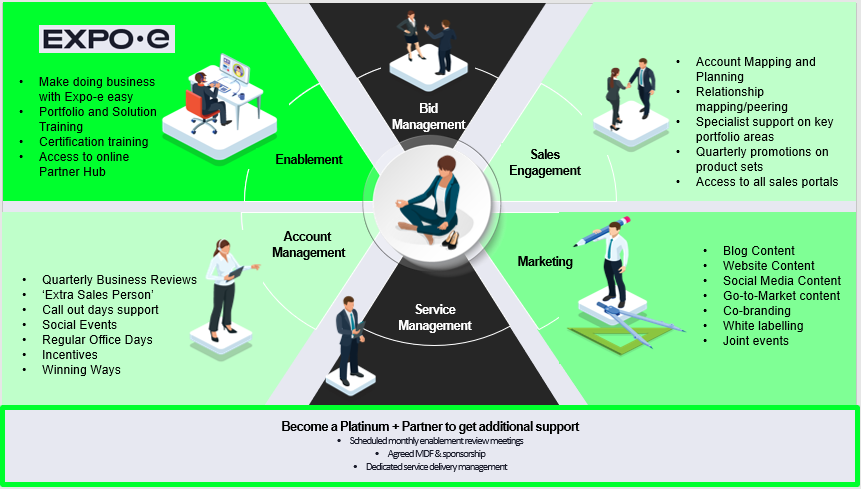 EXPO•e
• Make doing business
with Expo-e easy
• Portfolio and Solution
Training
• Certification training
• Access to online
Partner Hub
Enablement
Bid
Management
Sales
Engagement
• Account Mapping and
Planning
• Relationship
mapping/peering
• Specialist support on key
portfolio areas
• Quarterly promotions on
product sets
• Access to all sales portals
Account
Management
• Quarterly Business Reviews
• ‘Extra Sales Person’
• Call out days support
• Social Events
• Regular Office Days
• Incentives
• Winning Ways
Service
Management
Marketing
• Blog Content
• Website Content
• Social Media Content
• Go-to-Market content
• Co-branding
• White labelling
• Joint events
Become a Platinum + Partner to get additional support
• Scheduled monthly enablement review meetings
• Agreed MDF & sponsorship
• Dedicated service delivery management